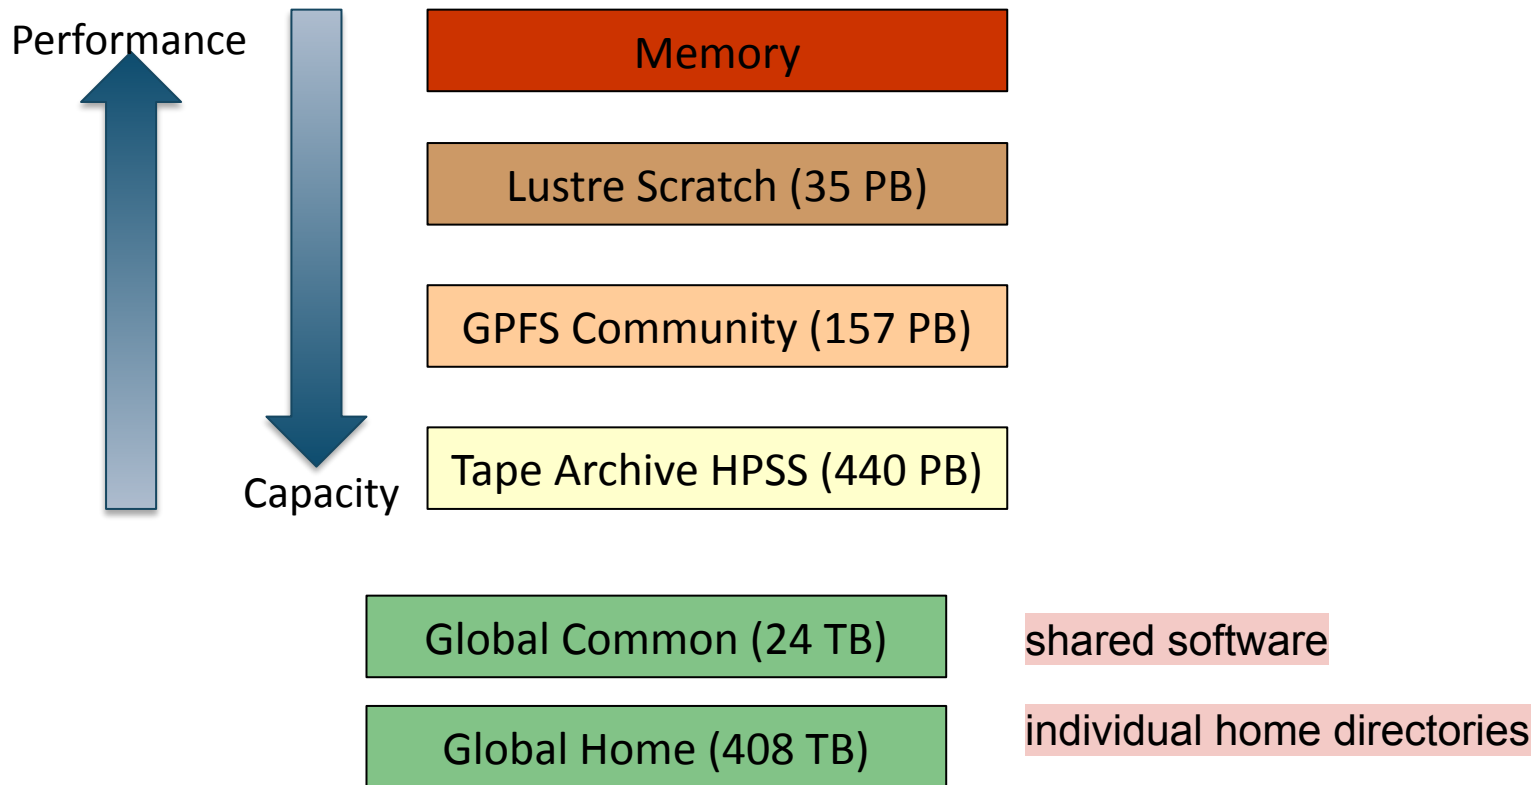 Performance
Memory
Lustre Scratch (35 PB)
GPFS Community (157 PB)
Tape Archive HPSS (440 PB)
Capacity
Global Common (24 TB)
shared software
Global Home (408 TB)
individual home directories